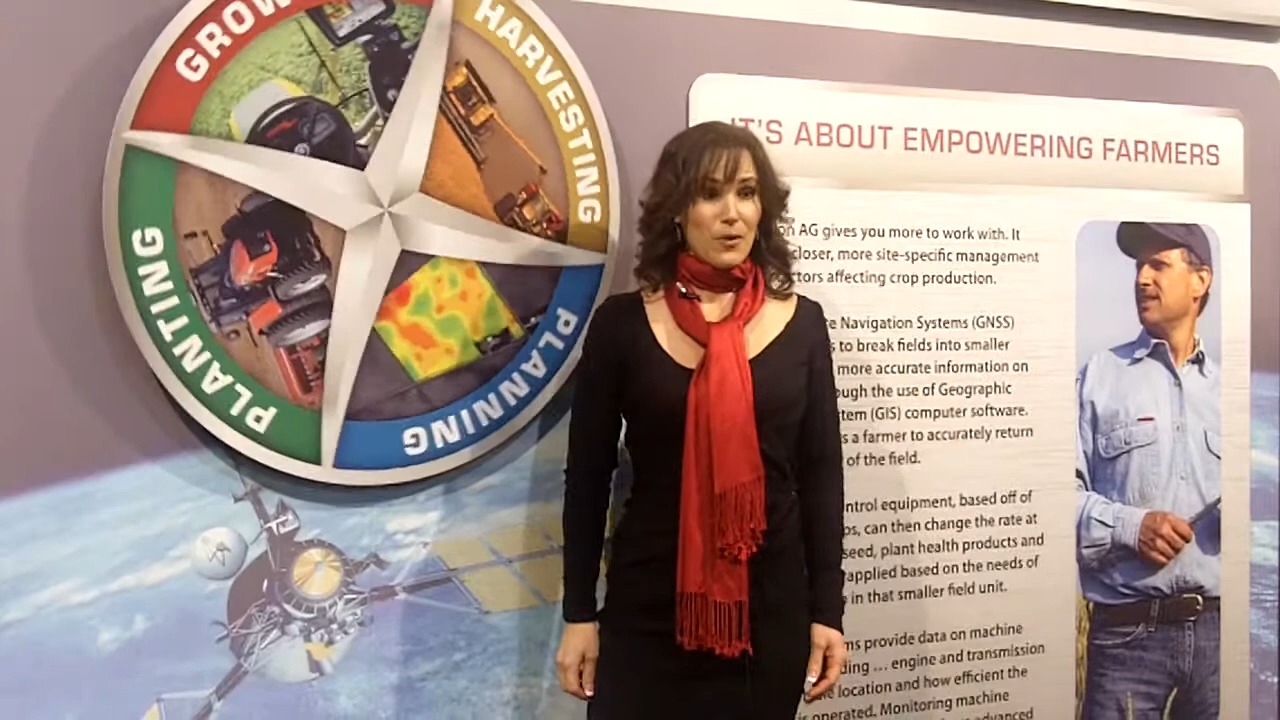 GROW
HARVESTING
PLANTING
PLANNING
IT'S ABOUT EMPOWERING FARMERS
on AG gives you more to work with. It
closer, more site-specific management
ctors affecting crop production.
Navigation Systems (GNSS)
to break fields into smaller
more accurate information on
ough the use of Geographic
tem (GIS) computer software.
s a farmer to accurately return
of the field.
ntrol equipment, based off of
ps, can then change the rate at
seed, plant health products and
applied based on the needs of
in that smaller field unit.
ms provide data on machine
ding ... engine and transmission
location and how efficient the
is operated. Monitoring machine
advanced